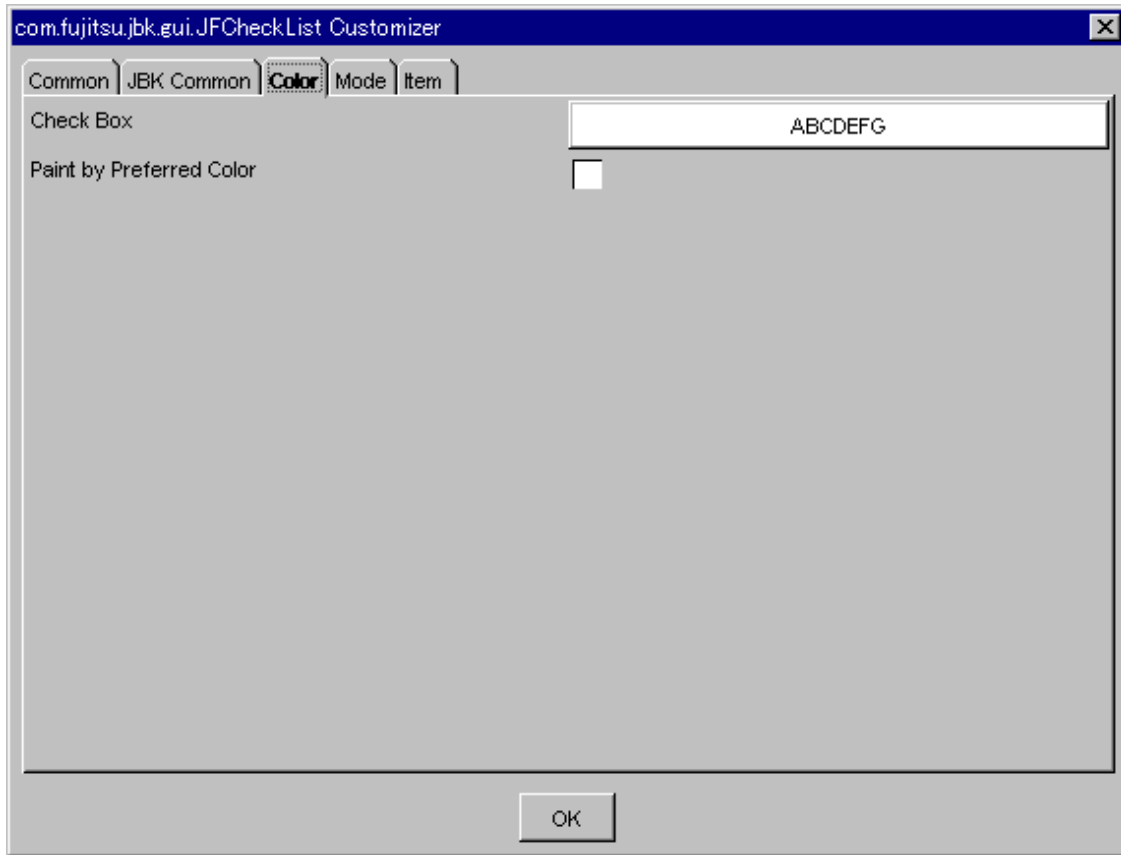 com.fujitsu.jbk.gui.JFCheckList Customizer
Common JBK Common Color Mode Item
Check Box ABCDEFG
Paint by Preferred Color
OK